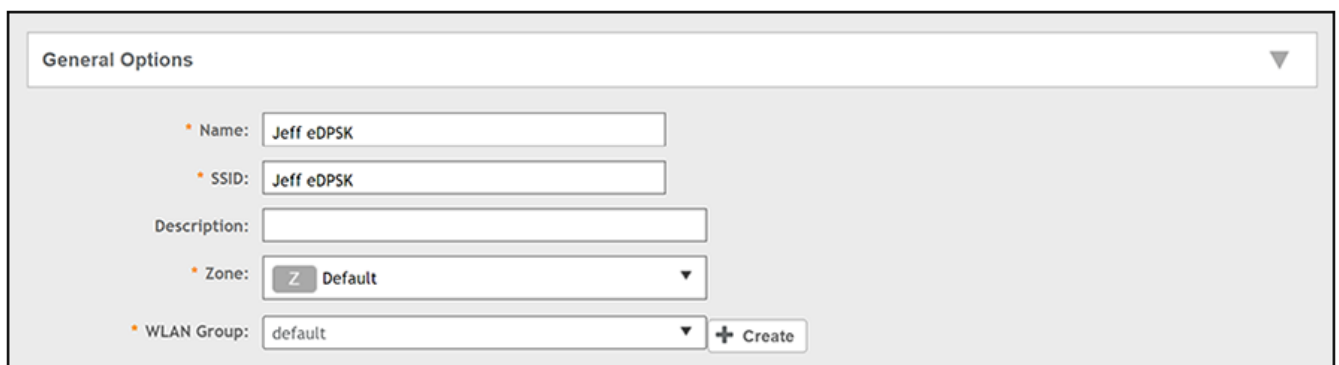 General Options
* Name: Jeff eDPSK
* SSID: Jeff eDPSK
Description:
* Zone: Z Default
* WLAN Group: default + Create